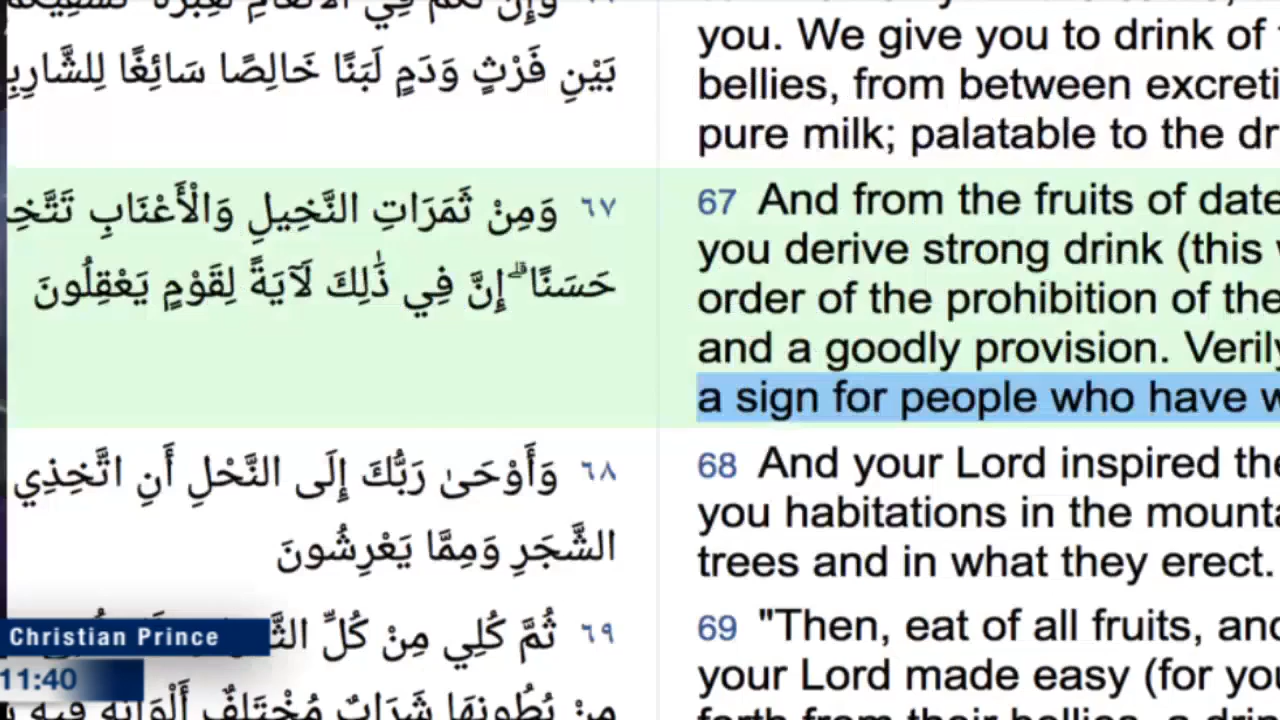 بَيْنِ فَرْثٍ وَدَمٍ لَبَنًا خَالِصًا سَائِغًا
٦٧ وَمِنْ ثَمَرَاتِ النَّخِيلِ وَالْأَعْنَابِ
حَسَنًا ۗ إِنَّ فِي ذَٰلِكَ لَآيَةً لِقَوْمٍ يَعْقِلُونَ
٦٨ وَأَوْحَىٰ رَبُّكَ إِلَى النَّحْلِ أَنِ اتَّخِذِي
الشَّجَرِ وَمِمَّا يَعْرِشُونَ
٦٩ ثُمَّ كُلِي مِنْ كُلِّ
you. We give you to drink of
bellies, from between excreti
pure milk; palatable to the dr
67 And from the fruits of date
you derive strong drink (this
order of the prohibition of the
and a goodly provision. Verily
a sign for people who have w
68 And your Lord inspired the
you habitations in the mounta
trees and in what they erect.
69 "Then, eat of all fruits, and
your Lord made easy (for you
Christian Prince
11:40